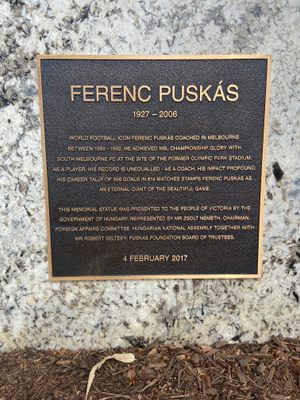 FERENC PUSKÁS
1927 – 2006
WORLD FOOTBALL ICON FERENC PUSKÁS COACHED IN MELBOURNE
BETWEEN 1989 – 1992. HE ACHIEVED NSL CHAMPIONSHIP GLORY WITH
SOUTH MELBOURNE FC AT THE SITE OF THE FORMER OLYMPIC PARK STADIUM.
AS A PLAYER, HIS RECORD IS UNEQUALLED - AS A COACH, HIS IMPACT PROFOUND.
HIS CAREER TALLY OF 598 GOALS IN 614 MATCHES STAMPS FERENC PUSKÁS AS
AN ETERNAL GIANT OF THE BEAUTIFUL GAME.
THIS MEMORIAL STATUE WAS PRESENTED TO THE PEOPLE OF VICTORIA BY THE
GOVERNMENT OF HUNGARY, REPRESENTED BY MR ZSOLT NÉMETH, CHAIRMAN,
FOREIGN AFFAIRS COMMITTEE, HUNGARIAN NATIONAL ASSEMBLY TOGETHER WITH
MR ROBERT BELTEKY, PUSKÁS FOUNDATION BOARD OF TRUSTEES.
4 FEBRUARY 2017